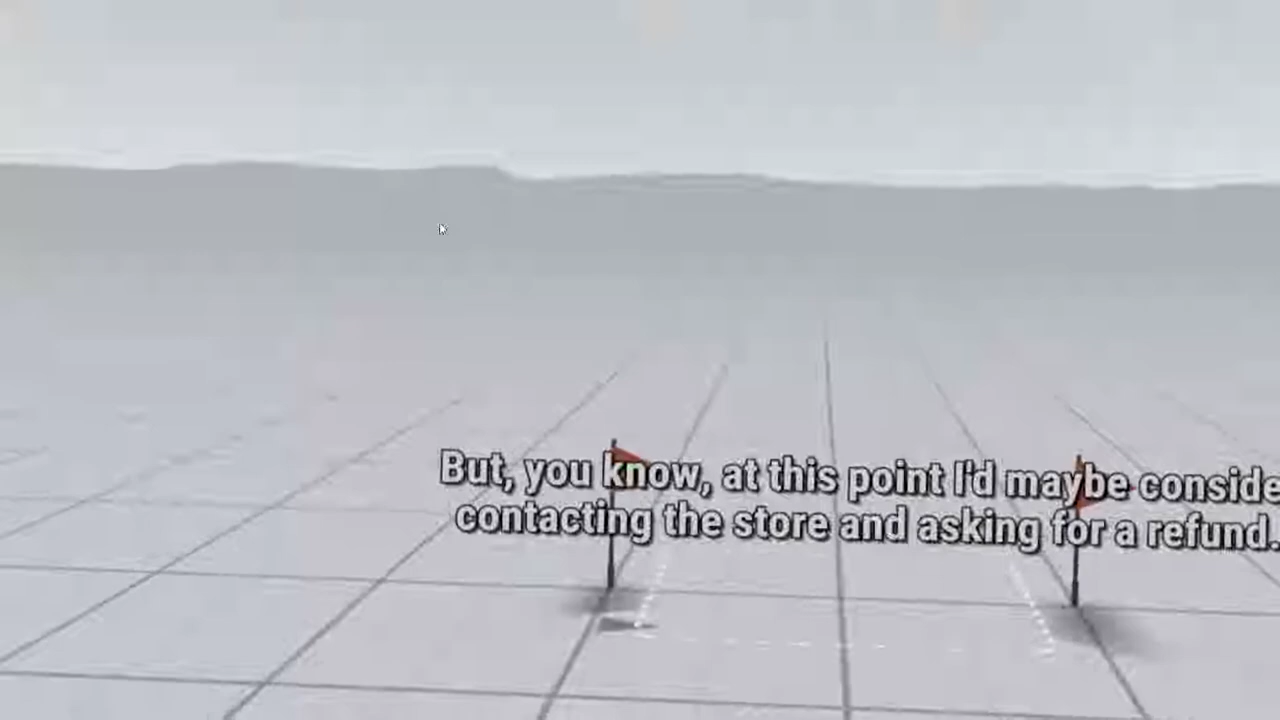 But, you know, at this point I'd maybe conside
contacting the store and asking for a refund.